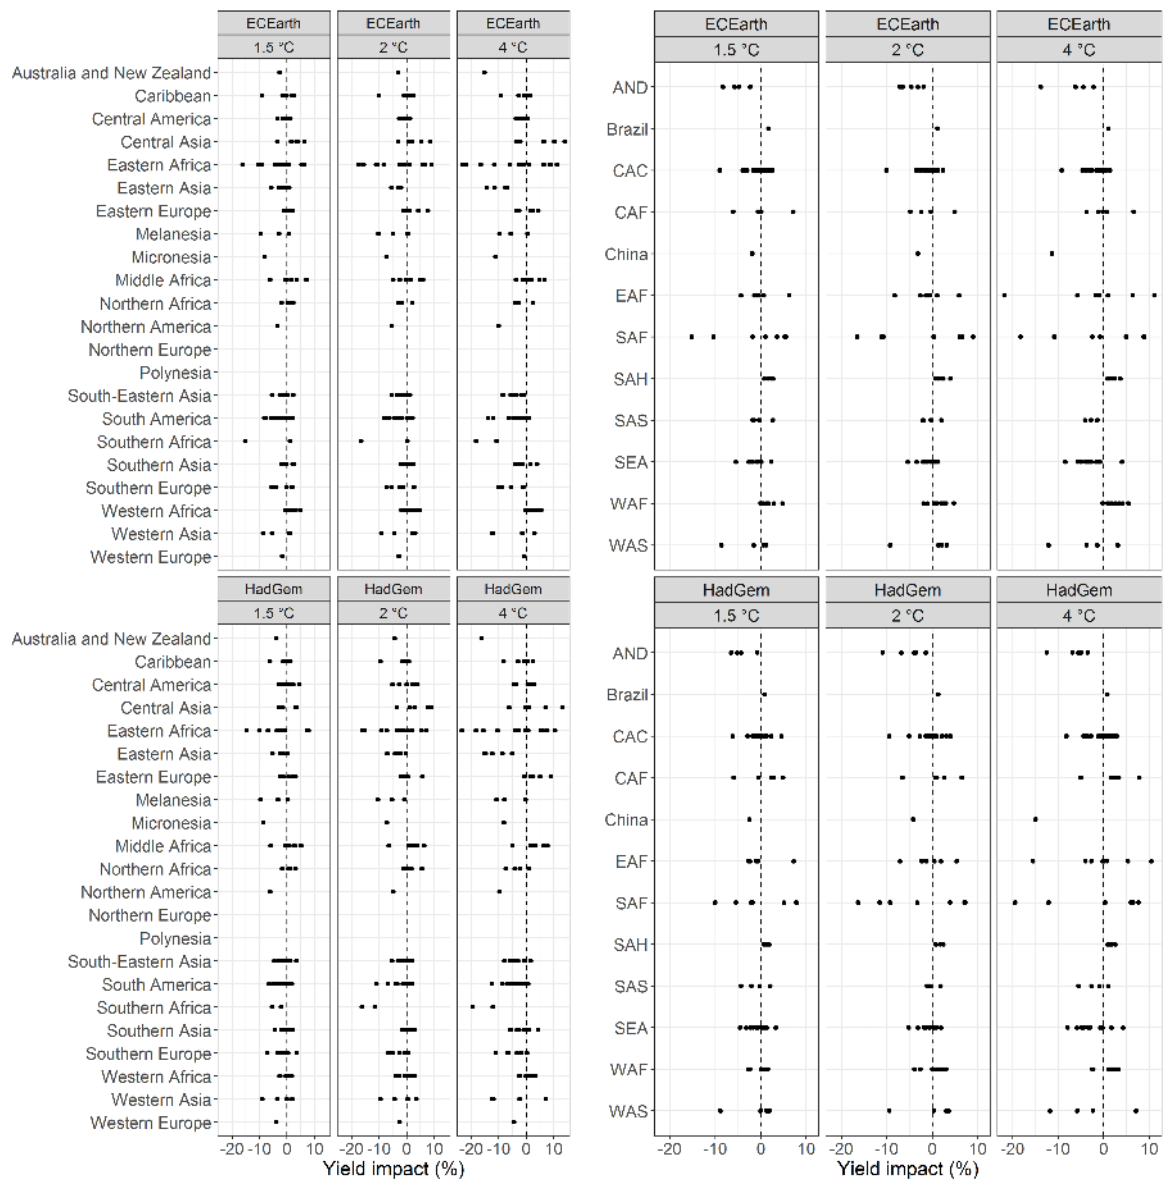 ECEarth ECEarth ECEarth
1.5 °C 2 °C 4 °C
Australia and New Zealand
Caribbean
Central America
Central Asia
Eastern Africa
Eastern Asia
Eastern Europe
Melanesia
Micronesia
Middle Africa
Northern Africa
Northern America
Northern Europe
Polynesia
South-Eastern Asia
South America
Southern Africa
Southern Asia
Southern Europe
Western Africa
Western Asia
Western Europe
HadGem HadGem HadGem
1.5 °C 2 °C 4 °C
Australia and New Zealand
Caribbean
Central America
Central Asia
Eastern Africa
Eastern Asia
Eastern Europe
Melanesia
Micronesia
Middle Africa
Northern Africa
Northern America
Northern Europe
Polynesia
South-Eastern Asia
South America
Southern Africa
Southern Asia
Southern Europe
Western Africa
Western Asia
Western Europe
-20 -10 0 10 -20 -10 0 10 -20 -10 0 10
Yield impact (%)
ECEarth ECEarth ECEarth
1.5 °C 2 °C 4 °C
AND
Brazil
CAC
CAF
China
EAF
SAF
SAH
SAS
SEA
WAF
WAS
HadGem HadGem HadGem
1.5 °C 2 °C 4 °C
AND
Brazil
CAC
CAF
China
EAF
SAF
SAH
SAS
SEA
WAF
WAS
-20 -10 0 10 -20 -10 0 10 -20 -10 0 10
Yield impact (%)